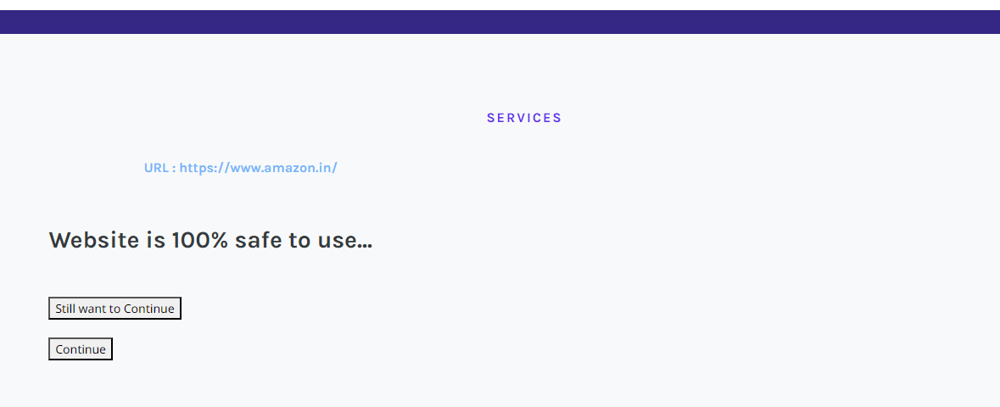 SERVICES
URL : https://www.amazon.in/
Website is 100% safe to use...
Still want to Continue
Continue